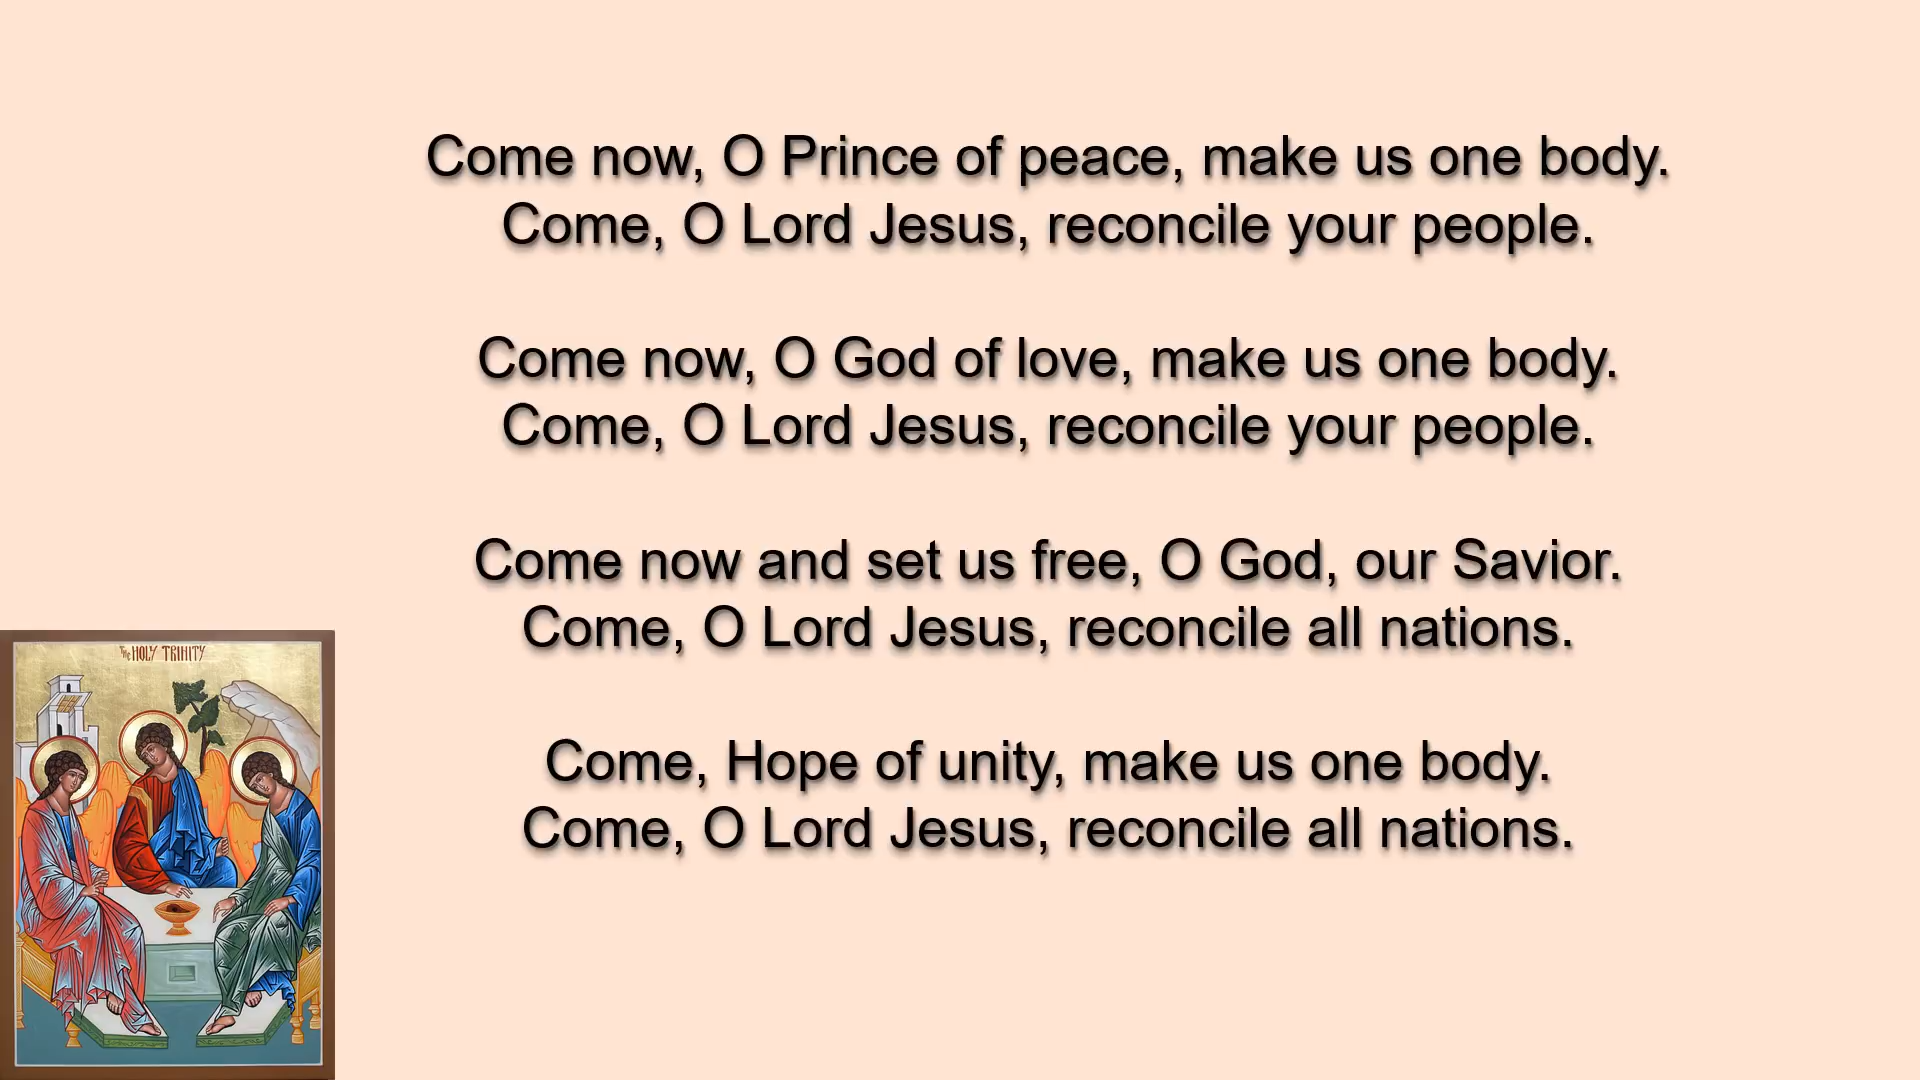 Come now, O Prince of peace, make us one body.
Come, O Lord Jesus, reconcile your people.
Come now, O God of love, make us one body.
Come, O Lord Jesus, reconcile your people.
Come now and set us free, O God, our Savior.
Come, O Lord Jesus, reconcile all nations.
Come, Hope of unity, make us one body.
Come, O Lord Jesus, reconcile all nations.
The HOLY TRINITY